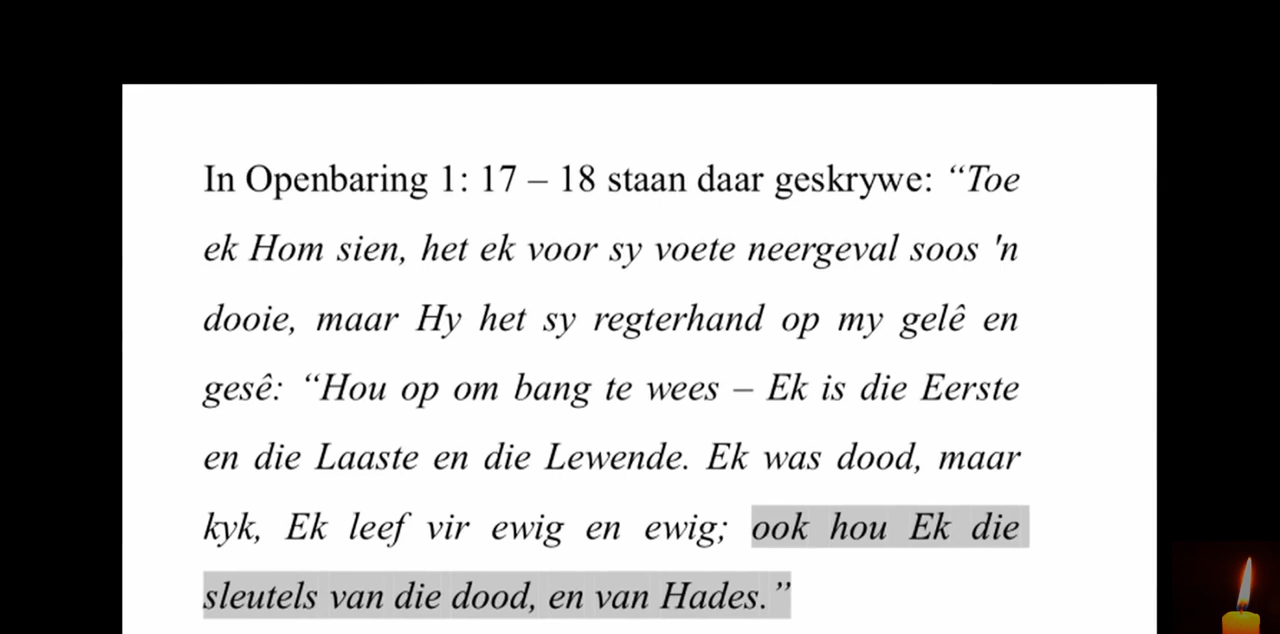 In Openbaring 1: 17 – 18 staan daar geskrywe: “Toe
ek Hom sien, het ek voor sy voete neergeval soos 'n
dooie, maar Hy het sy regterhand op my gelê en
gesê: “Hou op om bang te wees – Ek is die Eerste
en die Laaste en die Lewende. Ek was dood, maar
kyk, Ek leef vir ewig en ewig; ook hou Ek die
sleutels van die dood, en van Hades.”